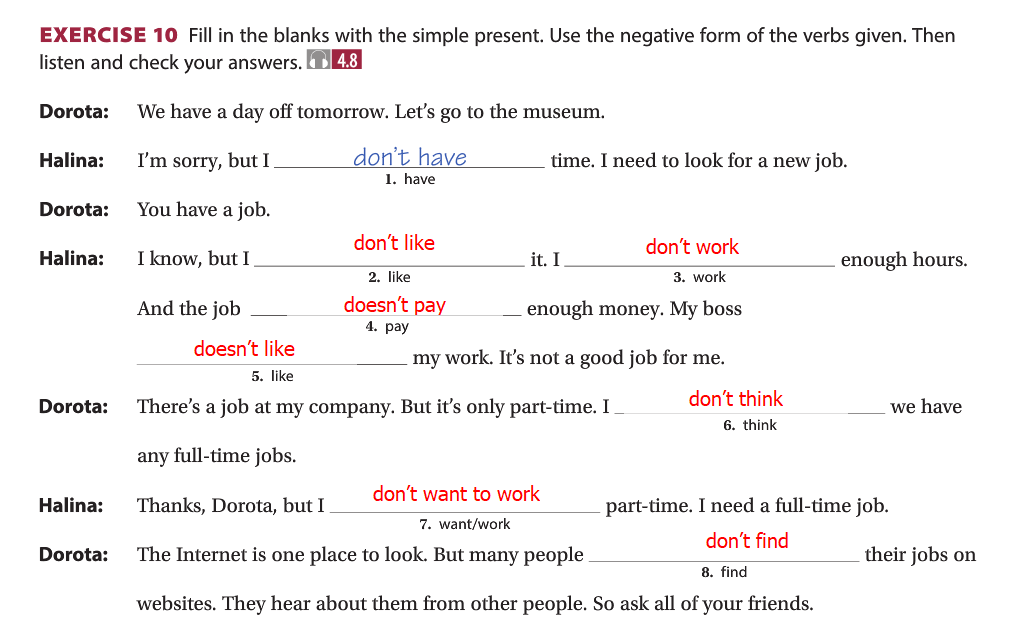 EXERCISE 10 Fill in the blanks with the simple present. Use the negative form of the verbs given. Then
listen and check your answers. 4.8
Dorota: We have a day off tomorrow. Let’s go to the museum.
Halina: I’m sorry, but I don’t have time. I need to look for a new job.
1. have
Dorota: You have a job.
Halina: I know, but I don’t like it. I don’t work enough hours.
2. like 3. work
And the job doesn’t pay enough money. My boss
4. pay
doesn’t like my work. It’s not a good job for me.
5. like
Dorota: There’s a job at my company. But it’s only part-time. I don’t think we have
6. think
any full-time jobs.
Halina: Thanks, Dorota, but I don’t want to work part-time. I need a full-time job.
7. want/work
Dorota: The Internet is one place to look. But many people don’t find their jobs on
8. find
websites. They hear about them from other people. So ask all of your friends.